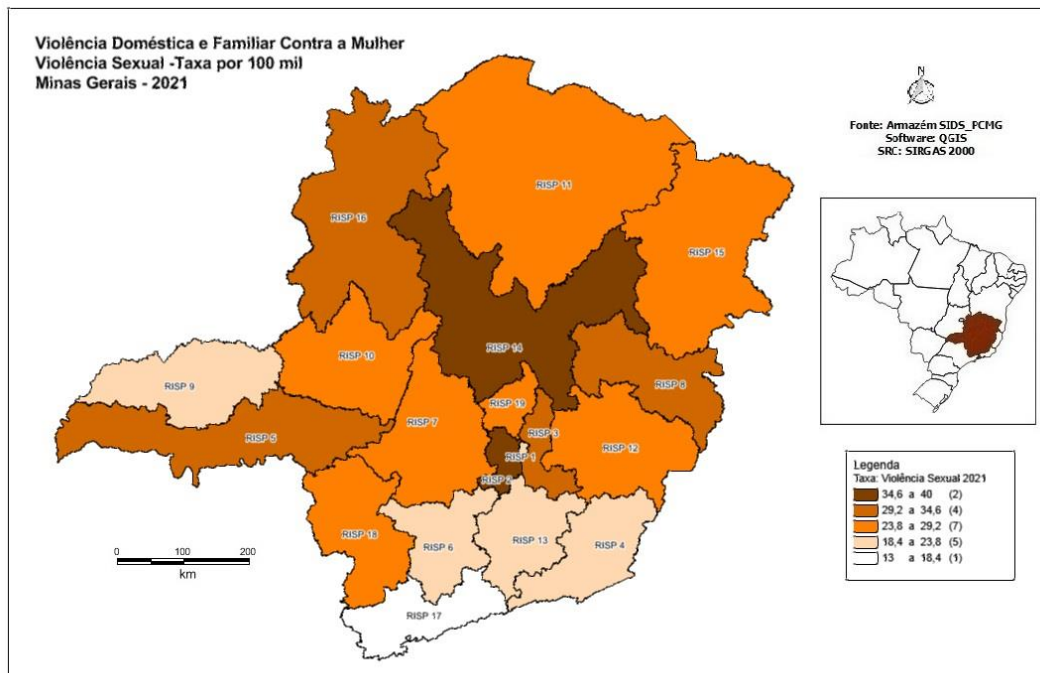 Violência Doméstica e Familiar Contra a Mulher
Violência Sexual -Taxa por 100 mil
Minas Gerais - 2021
N
Fonte: Armazém SIDS_PCMG
Software: QGIS
SRC: SIRGAS 2000
RISP 11
RISP 16
RISP 15
RISP 14
RISP 10
RISP 9
RISP 8
RISP 19
RISP 7
RISP 3
RISP 12
RISP 5
RISP 1
RISP 2
RISP 18
RISP 6
RISP 13
RISP 4
RISP 17
0 100 200
km
Legenda
Taxa: Violência Sexual 2021
34,6 a 40 (2)
29,2 a 34,6 (4)
23,8 a 29,2 (7)
18,4 a 23,8 (5)
13 a 18,4 (1)